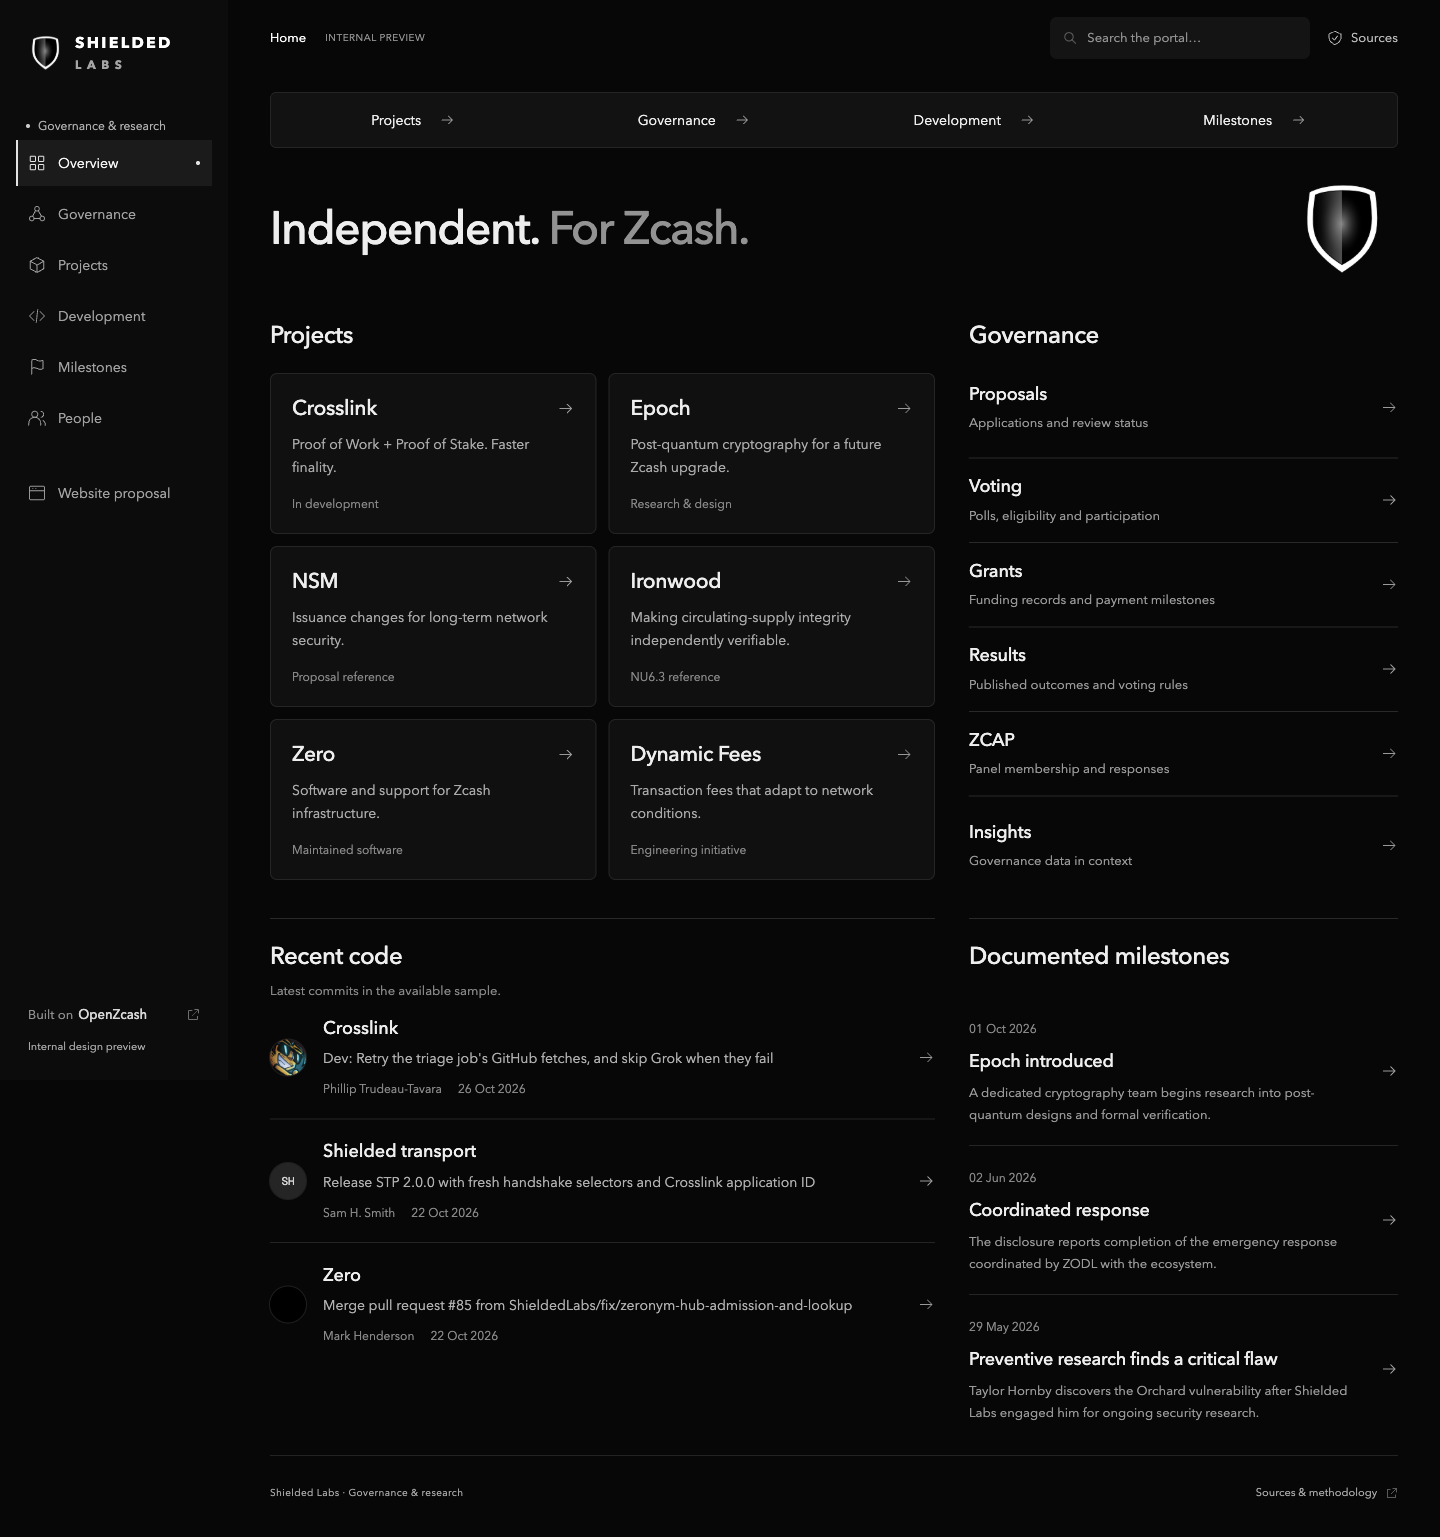 SHIELDED
LABS
Governance & research
Overview
Governance
Projects
Development
Milestones
People
Website proposal
Built on OpenZcash
Internal design preview
Home
INTERNAL PREVIEW
Search the portal...
Sources
Projects
Governance
Development
Milestones
Independent. For Zcash.
Projects
Crosslink
Proof of Work + Proof of Stake. Faster
finality.
In development
Epoch
Post-quantum cryptography for a future
Zcash upgrade.
Research & design
NSM
Issuance changes for long-term network
security.
Proposal reference
Ironwood
Making circulating-supply integrity
independently verifiable.
NU6.3 reference
Zero
Software and support for Zcash
infrastructure.
Maintained software
Dynamic Fees
Transaction fees that adapt to network
conditions.
Engineering initiative
Governance
Proposals
Applications and review status
Voting
Polls, eligibility and participation
Grants
Funding records and payment milestones
Results
Published outcomes and voting rules
ZCAP
Panel membership and responses
Insights
Governance data in context
Recent code
Latest commits in the available sample.
Crosslink
Dev: Retry the triage job's GitHub fetches, and skip Grok when they fail
Phillip Trudeau-Tavara 26 Oct 2026
SH
Shielded transport
Release STP 2.0.0 with fresh handshake selectors and Crosslink application ID
Sam H. Smith 22 Oct 2026
Zero
Merge pull request #85 from ShieldedLabs/fix/zeronym-hub-admission-and-lookup
Mark Henderson 22 Oct 2026
Documented milestones
01 Oct 2026
Epoch introduced
A dedicated cryptography team begins research into post-
quantum designs and formal verification.
02 Jun 2026
Coordinated response
The disclosure reports completion of the emergency response
coordinated by ZODL with the ecosystem.
29 May 2026
Preventive research finds a critical flaw
Taylor Hornby discovers the Orchard vulnerability after Shielded
Labs engaged him for ongoing security research.
Shielded Labs · Governance & research
Sources & methodology